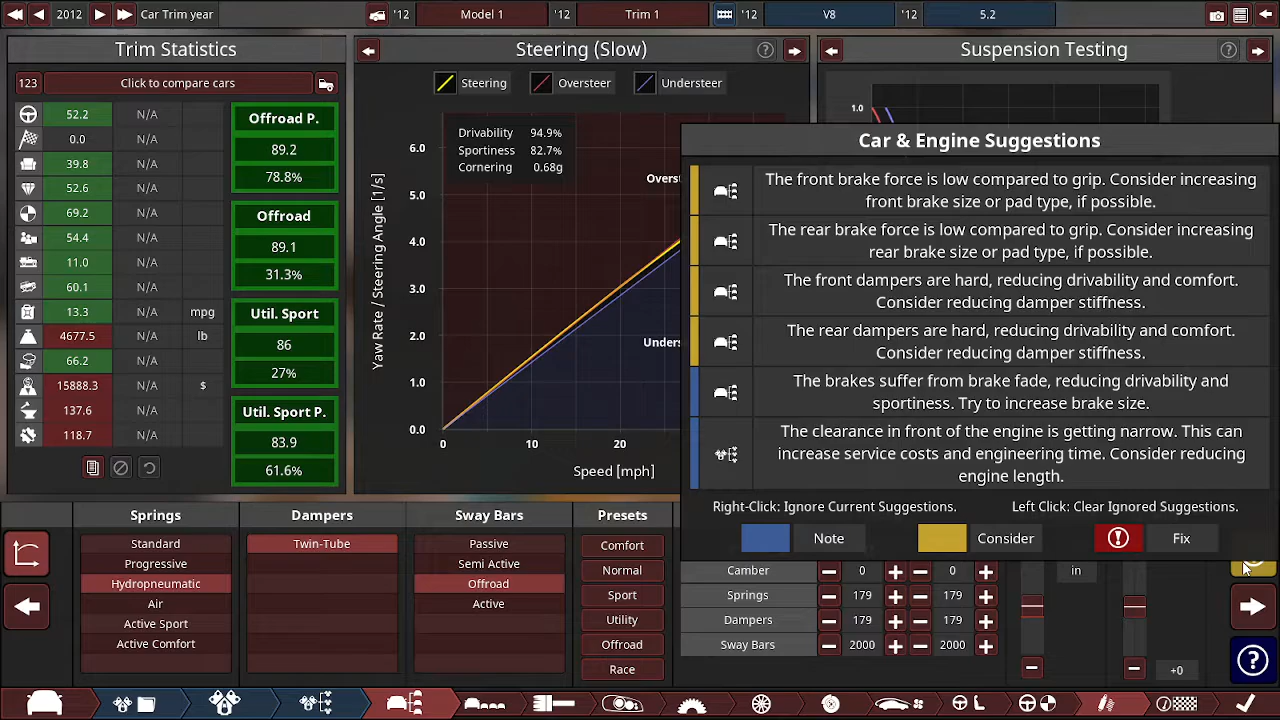 2012
Car Trim year
'12
Model 1
'12
Trim 1
'12
V8
'12
5.2
Trim Statistics
123
Click to compare cars
52.2 N/A
0.0 N/A
39.8 N/A
52.6 N/A
69.2 N/A
54.4 N/A
11.0 N/A
60.1 N/A
13.3 N/A mpg
4677.5 N/A lb
66.2 N/A
15888.3 N/A $
137.6 N/A
118.7 N/A
Offroad P.
89.2
78.8%
Offroad
89.1
31.3%
Util. Sport
86
27%
Util. Sport P.
83.9
61.6%
Steering (Slow)
?
Steering
Oversteer
Understeer
Drivability 94.9%
Sportiness 82.7%
Cornering 0.68g
Yaw Rate / Steering Angle [1/s]
6.0
5.0
4.0
3.0
2.0
1.0
0.0
0
10
20
Speed [mph]
Overs
Unders
Suspension Testing
?
1.0
Car & Engine Suggestions
The front brake force is low compared to grip. Consider increasing
front brake size or pad type, if possible.
The rear brake force is low compared to grip. Consider increasing
rear brake size or pad type, if possible.
The front dampers are hard, reducing drivability and comfort.
Consider reducing damper stiffness.
The rear dampers are hard, reducing drivability and comfort.
Consider reducing damper stiffness.
The brakes suffer from brake fade, reducing drivability and
sportiness. Try to increase brake size.
The clearance in front of the engine is getting narrow. This can
increase service costs and engineering time. Consider reducing
engine length.
Right-Click: Ignore Current Suggestions.
Left Click: Clear Ignored Suggestions.
Note
Consider
! Fix
Springs
Standard
Progressive
Hydropneumatic
Air
Active Sport
Active Comfort
Dampers
Twin-Tube
Sway Bars
Passive
Semi Active
Offroad
Active
Presets
Comfort
Normal
Sport
Utility
Offroad
Race
Camber − 0 + − 0 +
Springs − 179 + − 179 +
Dampers − 179 + − 179 +
Sway Bars − 2000 + − 2000 +
in
−
−
+0
?